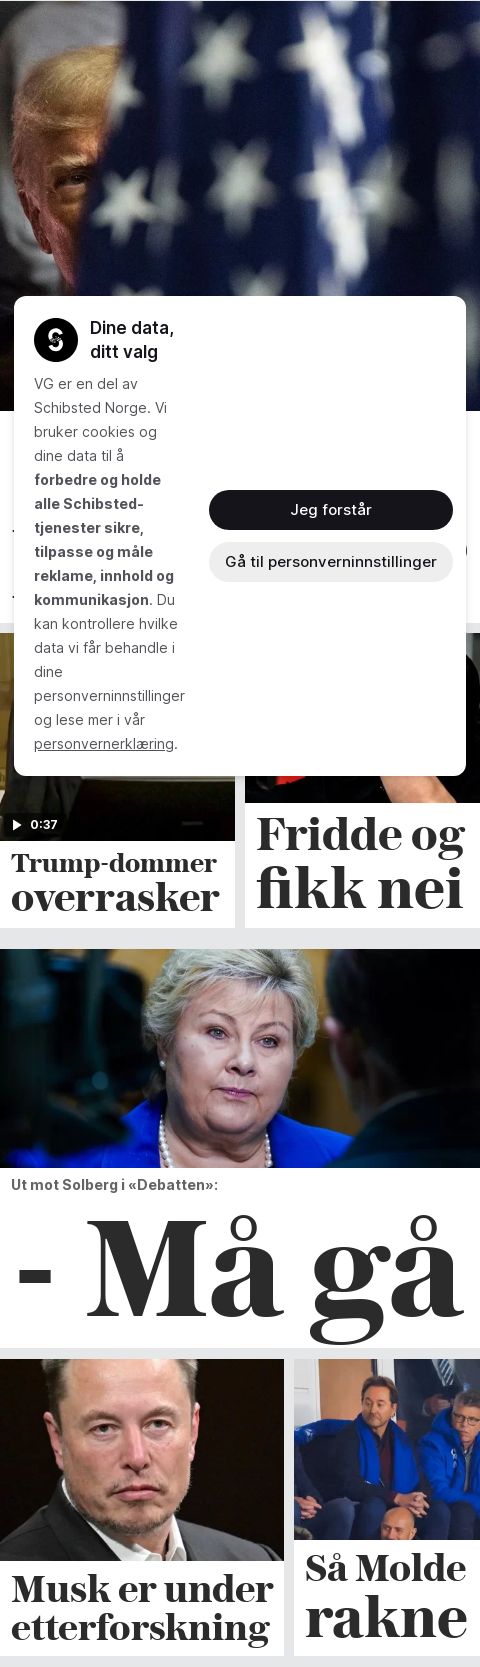 Dine data,
ditt valg
VG er en del av
Schibsted Norge. Vi
bruker cookies og
dine data til å
forbedre og holde
alle Schibsted-
tjenester sikre,
tilpasse og måle
reklame, innhold og
kommunikasjon. Du
kan kontrollere hvilke
data vi får behandle i
dine
personverninnstillinger
og lese mer i vår
personvernerklæring.
Jeg forstår
Gå til personverninnstillinger
0:37
Trump-dommer
overrasker
Fridde og
fikk nei
Ut mot Solberg i «Debatten»:
- Må gå
Musk er under
etterforskning
Så Molde
rakne